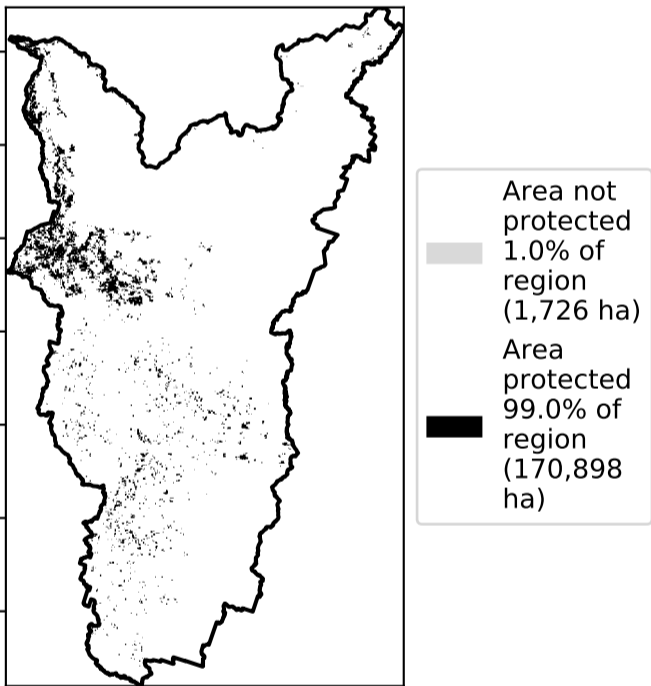 Area not
protected
1.0% of
region
(1,726 ha)
Area
protected
99.0% of
region
(170,898
ha)